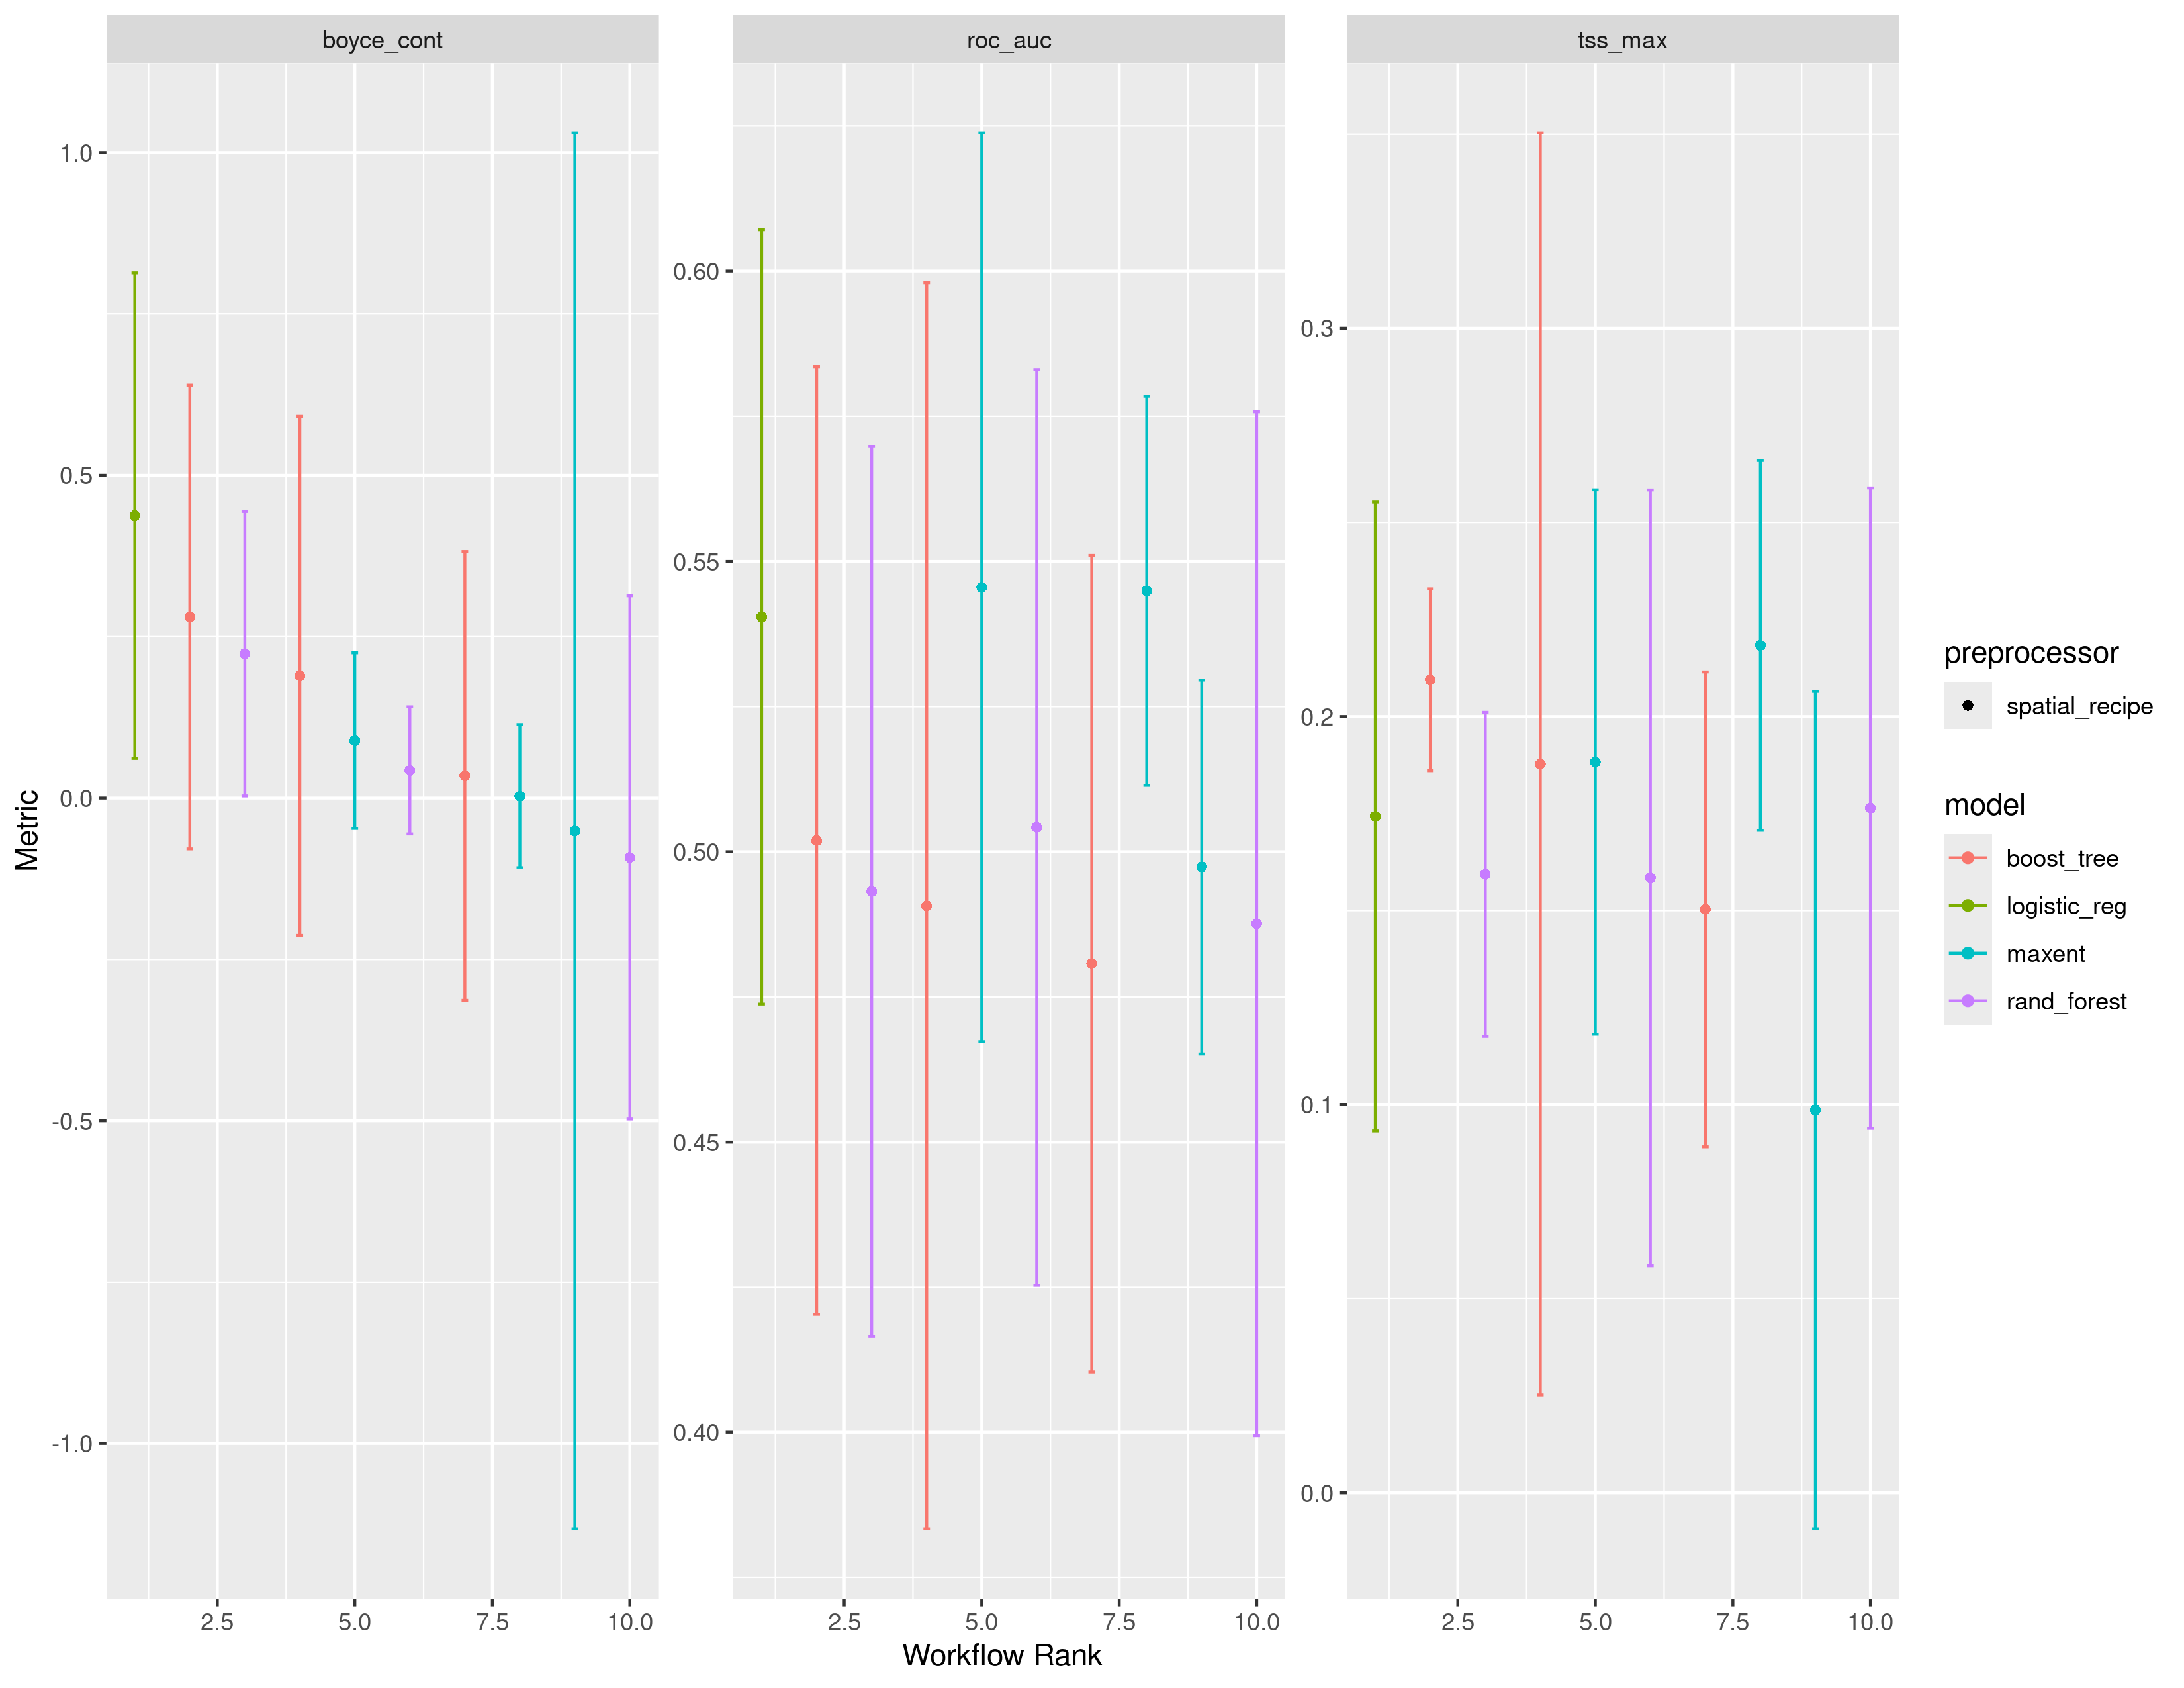 boyce_cont
roc_auc
tss_max
1.0
0.5
0.0
-0.5
-1.0
0.60
0.55
0.50
0.45
0.40
0.3
0.2
0.1
0.0
2.5 5.0 7.5 10.0
2.5 5.0 7.5 10.0
2.5 5.0 7.5 10.0
Metric
Workflow Rank
preprocessor
spatial_recipe
model
boost_tree
logistic_reg
maxent
rand_forest